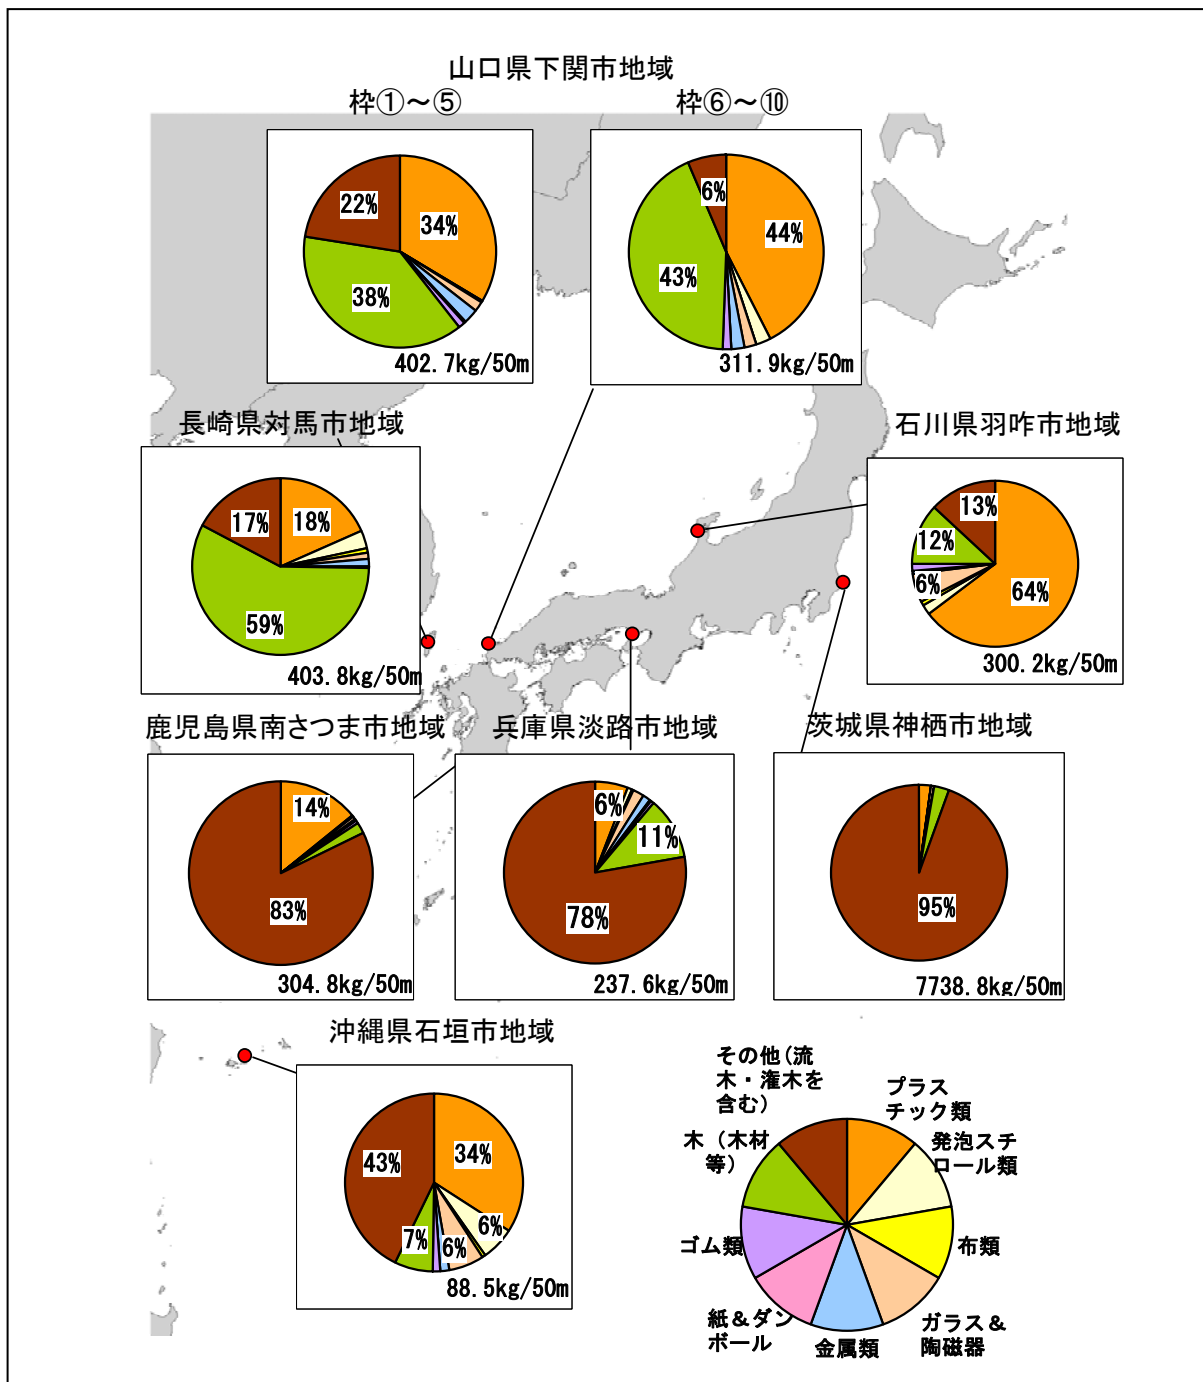 山口県下関市地域
枠①～⑤
枠⑥～⑩
22%
34%
38%
402.7kg/50m
6%
44%
43%
311.9kg/50m
長崎県対馬市地域
17%
18%
59%
403.8kg/50m
石川県羽咋市地域
13%
12%
6%
64%
300.2kg/50m
鹿児島県南さつま市地域
14%
83%
304.8kg/50m
兵庫県淡路市地域
6%
11%
78%
237.6kg/50m
茨城県神栖市地域
95%
7738.8kg/50m
沖縄県石垣市地域
43%
34%
6%
7%
6%
88.5kg/50m
その他(流
木・潅木を
含む)
プラス
チック類
木（木材
等）
発泡スチ
ロール類
ゴム類
布類
紙＆ダン
ボール
金属類
ガラス＆
陶磁器